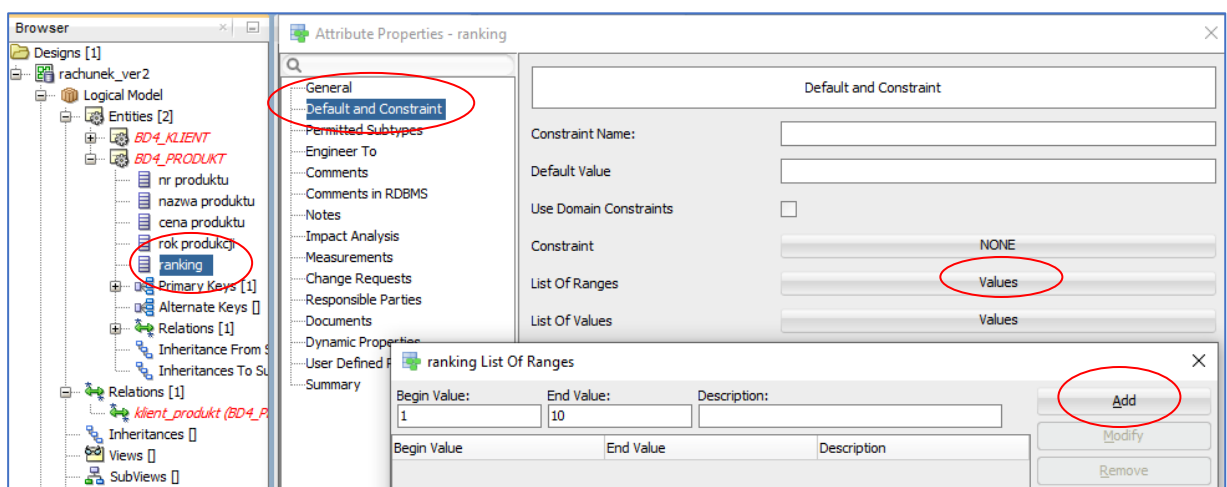 Browser
Designs [1]
rachunek_ver2
Logical Model
Entities [2]
BD4_KLIENT
BD4_PRODUKT
nr produktu
nazwa produktu
cena produktu
rok produkcji
ranking
Primary Keys [1]
Alternate Keys []
Relations [1]
Inheritance From S
Inheritances To Su
Relations [1]
klient_produkt (BD4_P
Inheritances []
Views []
SubViews []
Attribute Properties - ranking
General
Default and Constraint
Permitted Subtypes
Engineer To
Comments
Comments in RDBMS
Notes
Impact Analysis
Measurements
Change Requests
Responsible Parties
Documents
Dynamic Properties
User Defined P
Summary
Default and Constraint
Constraint Name:
Default Value
Use Domain Constraints
Constraint NONE
List Of Ranges Values
List Of Values Values
ranking List Of Ranges
Begin Value: End Value: Description:
1 10
Add
Modify
Remove
Begin Value End Value Description